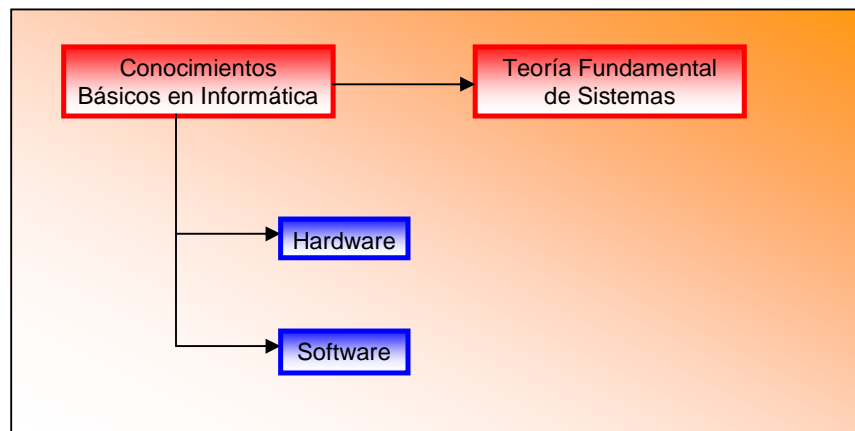 Conocimientos
Básicos en Informática
Teoría Fundamental
de Sistemas
Hardware
Software